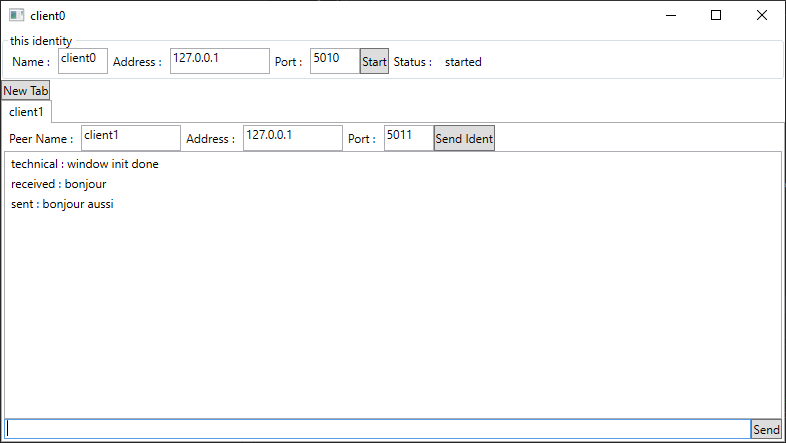 client0
this identity
Name : client0 Address : 127.0.0.1 Port : 5010 Start Status : started
New Tab
client1
Peer Name : client1 Address : 127.0.0.1 Port : 5011 Send Ident
technical : window init done
received : bonjour
sent : bonjour aussi
Send